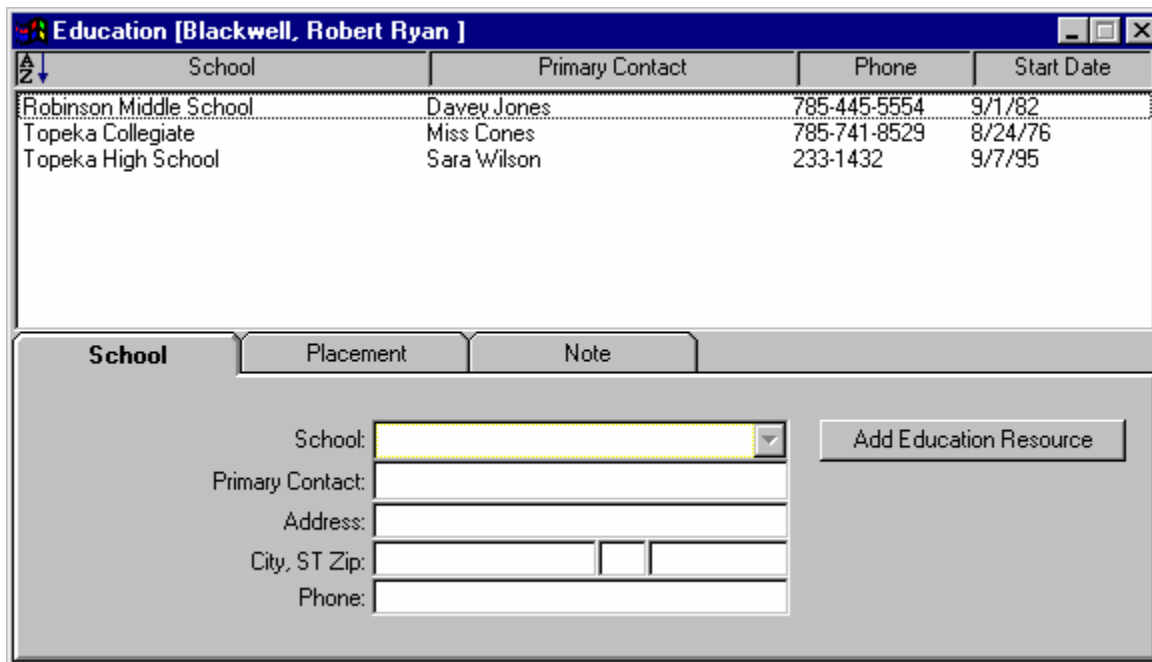 Education [Blackwell, Robert Ryan ]
AZ School Primary Contact Phone Start Date
Robinson Middle School Davey Jones 785-445-5554 9/1/82
Topeka Collegiate Miss Cones 785-741-8529 8/24/76
Topeka High School Sara Wilson 233-1432 9/7/95
School Placement Note
School: Add Education Resource
Primary Contact:
Address:
City, ST Zip:
Phone: